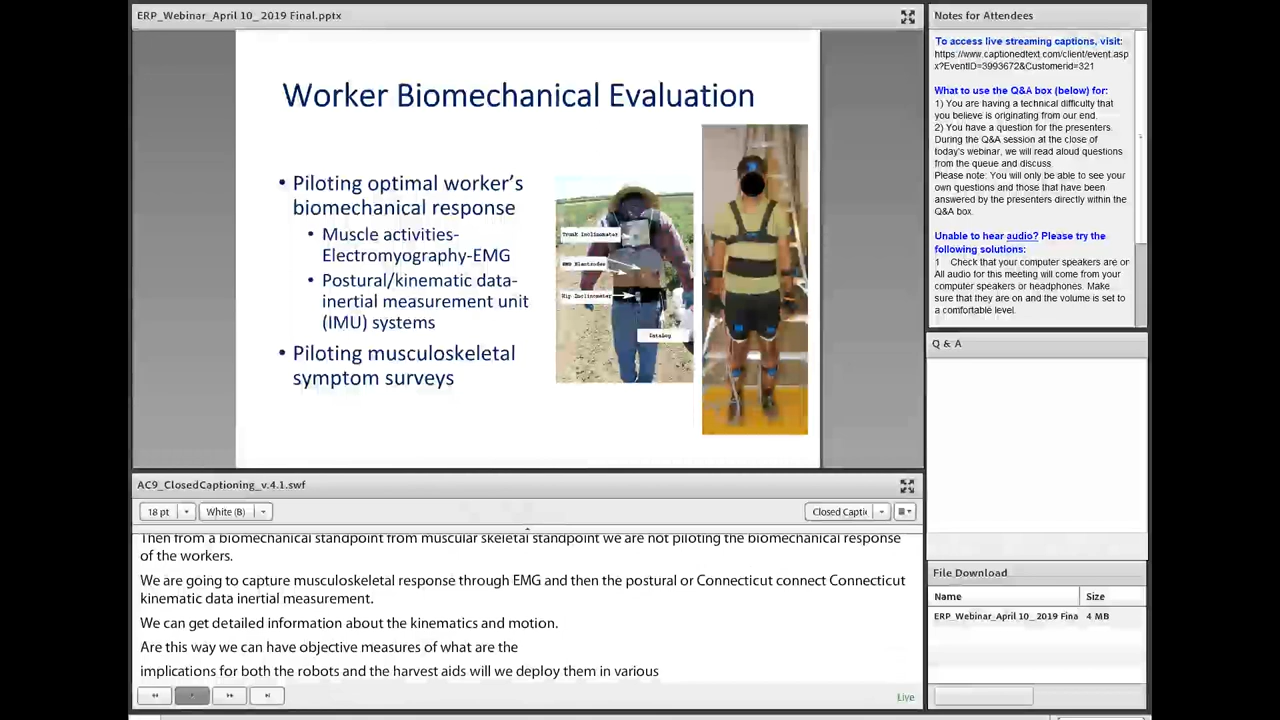 ERP_Webinar_April 10_ 2019 Final.pptx
Worker Biomechanical Evaluation
• Piloting optimal worker's
biomechanical response
• Muscle activities-
Electromyography-EMG
• Postural/kinematic data-
inertial measurement unit
(IMU) systems
• Piloting musculoskeletal
symptom surveys
Trunk Inclinometer
EMG Electrodes
Hip Inclinometer
Datalog
AC9_ClosedCaptioning_v.4.1.swf
18 pt
White (B)
Closed Captic
Then from a biomechanical standpoint from muscular skeletal standpoint we are not piloting the biomechanical response
of the workers.
We are going to capture musculoskeletal response through EMG and then the postural or Connecticut connect Connecticut
kinematic data inertial measurement.
We can get detailed information about the kinematics and motion.
Are this way we can have objective measures of what are the
implications for both the robots and the harvest aids will we deploy them in various
Live
Notes for Attendees
To access live streaming captions, visit:
https://www.captionedtext.com/client/event.asp
x?EventID=3993672&Customerid=321
What to use the Q&A box (below) for:
1) You are having a technical difficulty that
you believe is originating from our end.
2) You have a question for the presenters.
During the Q&A session at the close of
today's webinar, we will read aloud questions
from the queue and discuss.
Please note: You will only be able to see your
own questions and those that have been
answered by the presenters directly within the
Q&A box.
Unable to hear audio? Please try the
following solutions:
1 Check that your computer speakers are or
All audio for this meeting will come from your
computer speakers or headphones. Make
sure that they are on and the volume is set to
a comfortable level.
Q & A
File Download
Name Size
ERP_Webinar_April 10_ 2019 Fina 4 MB